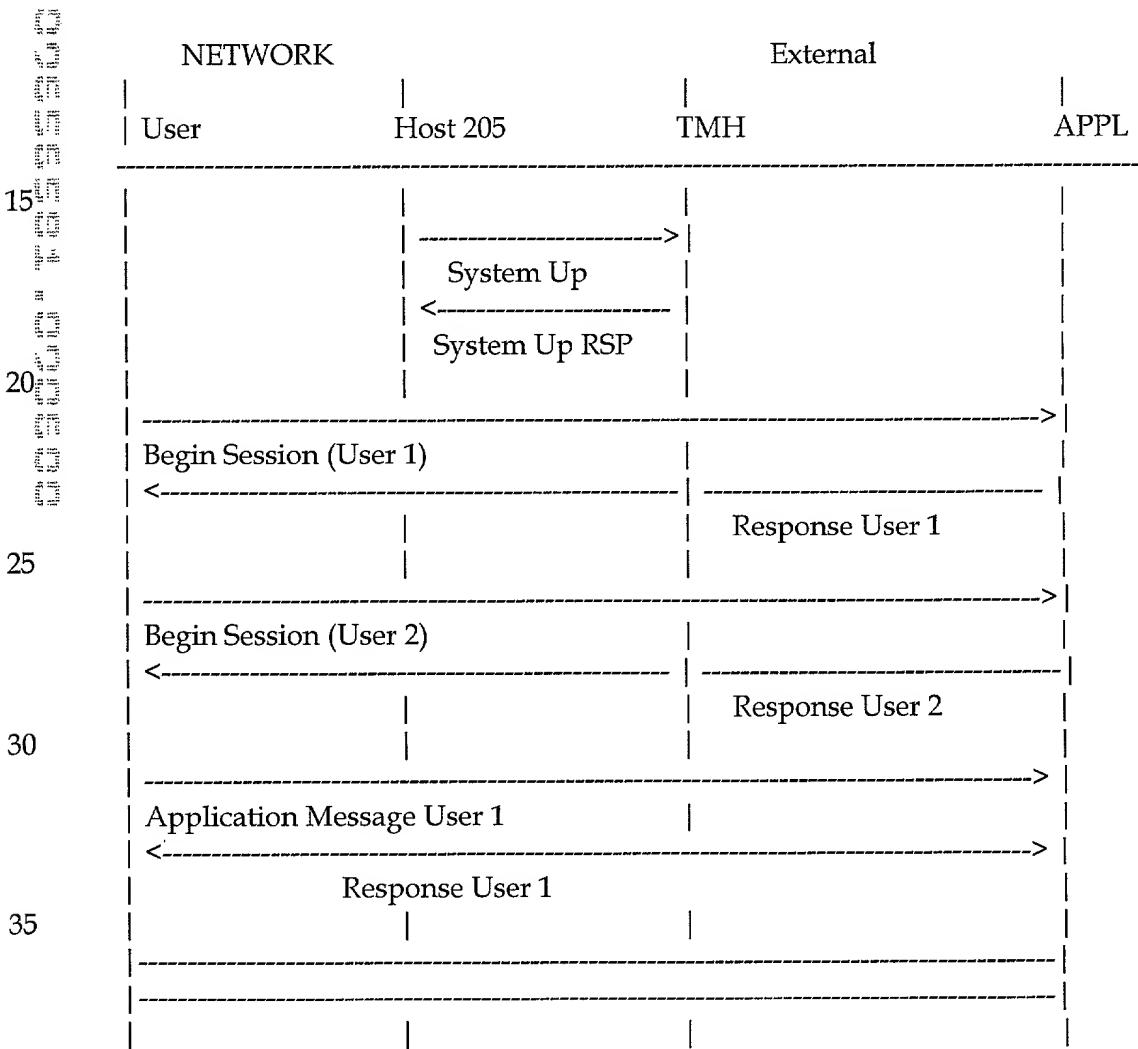 NETWORK External
User Host 205 TMH APPL
15
System Up
System Up RSP
20
Begin Session (User 1)
Response User 1
25
Begin Session (User 2)
Response User 2
30
Application Message User 1
Response User 1
35